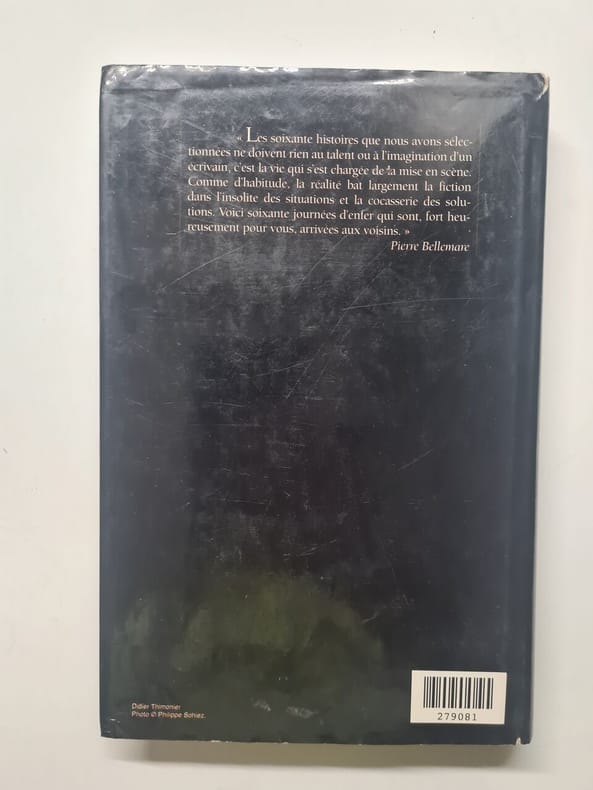 « Les soixante histoires que nous avons sélec-
tionnées ne doivent rien au talent ou à l'imagination d'un
écrivain, c'est la vie qui s'est chargée de la mise en scène.
Comme d'habitude, la réalité bat largement la fiction
dans l'insolite des situations et la cocasserie des solu-
tions. Voici soixante journées d'enfer qui sont, fort heu-
reusement pour vous, arrivées aux voisins. »
Pierre Bellemare
Didier Thimonier
Photo © Philippe Sohiez.
279081